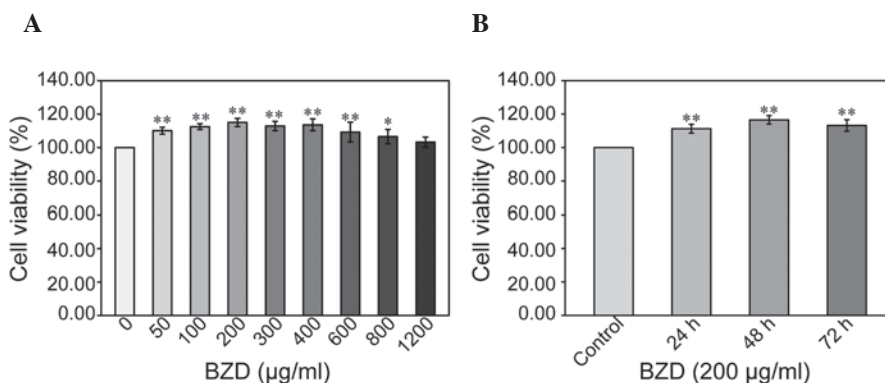 A
Cell viability (%)
140.00
120.00
100.00
80.00
60.00
40.00
20.00
0.00
** ** ** ** ** ** *
0 50 100 200 300 400 600 800 1200
BZD (µg/ml)
B
Cell viability (%)
140.00
120.00
100.00
80.00
60.00
40.00
20.00
0.00
** ** **
Control 24 h 48 h 72 h
BZD (200 µg/ml)